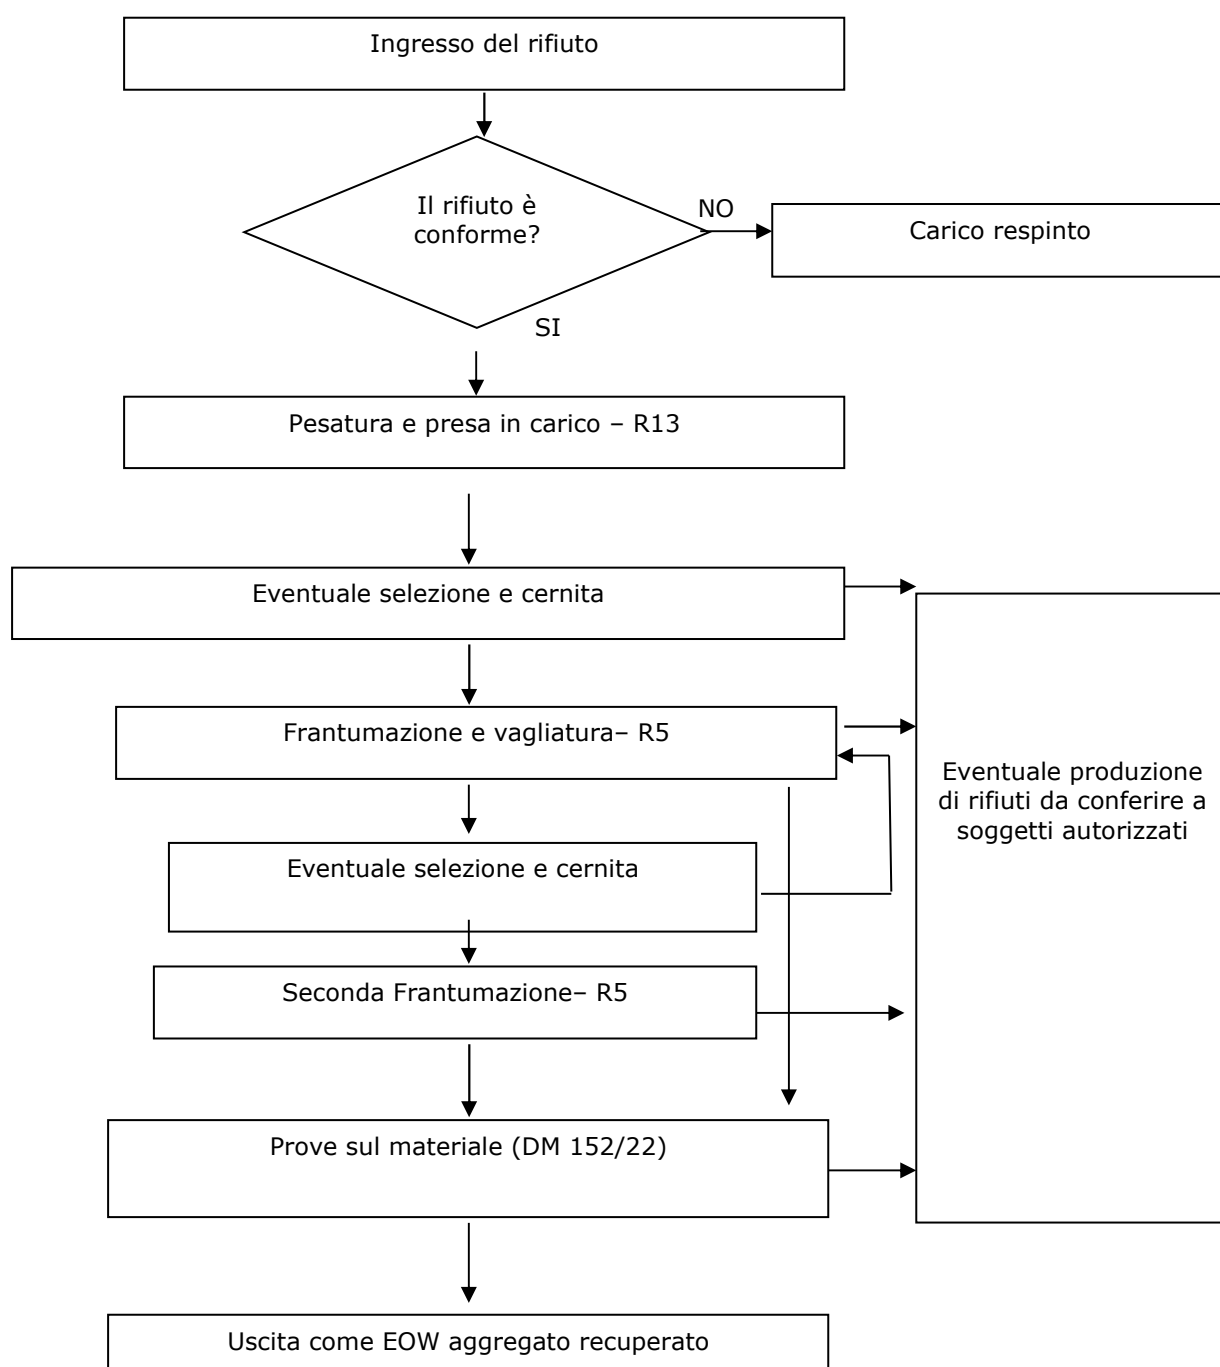 Ingresso del rifiuto
Il rifiuto è
conforme?
NO
Carico respinto
SI
Pesatura e presa in carico – R13
Eventuale selezione e cernita
Frantumazione e vagliatura– R5
Eventuale produzione
di rifiuti da conferire a
soggetti autorizzati
Eventuale selezione e cernita
Seconda Frantumazione– R5
Prove sul materiale (DM 152/22)
Uscita come EOW aggregato recuperato